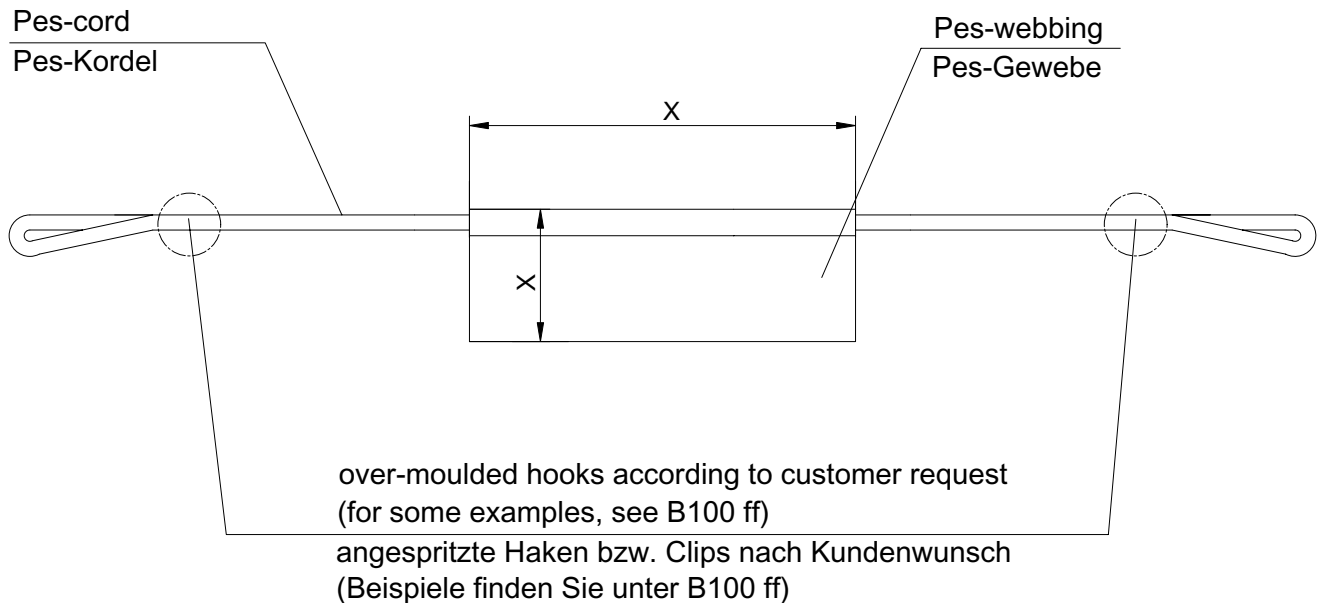 Pes-cord
Pes-Kordel
Pes-webbing
Pes-Gewebe
X
X
over-moulded hooks according to customer request
(for some examples, see B100 ff)
angespritzte Haken bzw. Clips nach Kundenwunsch
(Beispiele finden Sie unter B100 ff)